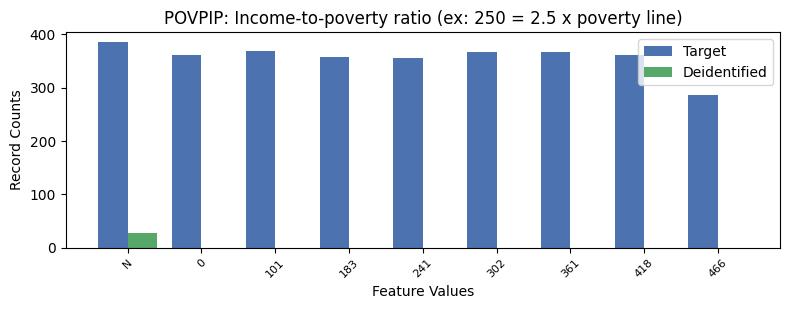 POVPIP: Income-to-poverty ratio (ex: 250 = 2.5 x poverty line)
Record Counts
400
300
200
100
0
Target
Deidentified
N
0
101
183
241
302
361
418
466
Feature Values